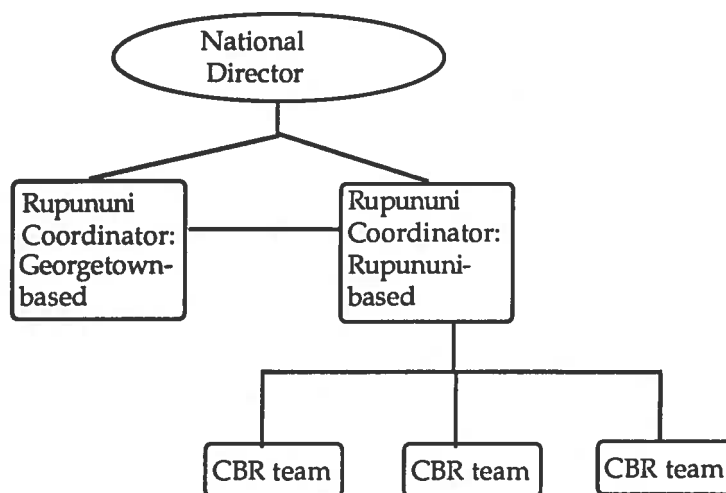 National
Director
Rupununi
Coordinator:
Georgetown-
based
Rupununi
Coordinator:
Rupununi-
based
CBR team
CBR team
CBR team